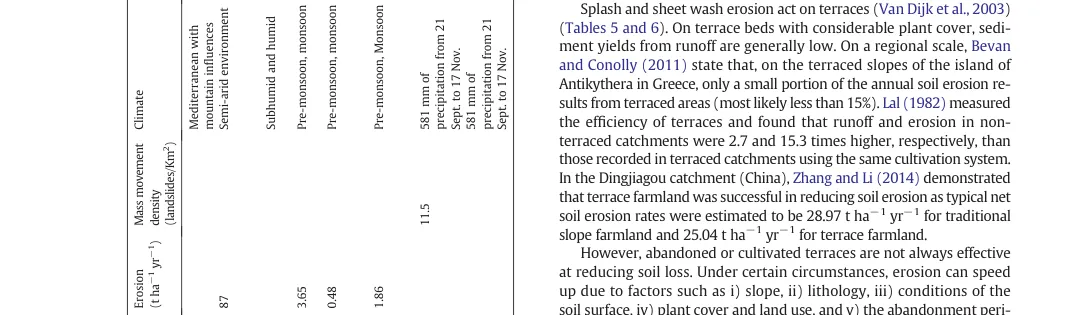 Climate
Mediterranean with
mountain influences
Semi-arid environment
Subhumid and humid
Pre-monsoon, monsoon
Pre-monsoon, monsoon
Pre-monsoon, Monsoon
581 mm of
precipitation from 21
Sept. to 17 Nov.
581 mm of
precipitation from 21
Sept. to 17 Nov.
Mass movement
density
(landslides/Km²)
11.5
Erosion
(t ha⁻¹ yr⁻¹)
87
3.65
0.48
1.86
Splash and sheet wash erosion act on terraces (Van Dijk et al., 2003)
(Tables 5 and 6). On terrace beds with considerable plant cover, sedi-
ment yields from runoff are generally low. On a regional scale, Bevan
and Conolly (2011) state that, on the terraced slopes of the island of
Antikythera in Greece, only a small portion of the annual soil erosion re-
sults from terraced areas (most likely less than 15%). Lal (1982) measured
the efficiency of terraces and found that runoff and erosion in non-
terraced catchments were 2.7 and 15.3 times higher, respectively, than
those recorded in terraced catchments using the same cultivation system.
In the Dingjiagou catchment (China), Zhang and Li (2014) demonstrated
that terrace farmland was successful in reducing soil erosion as typical net
soil erosion rates were estimated to be 28.97 t ha⁻¹ yr⁻¹ for traditional
slope farmland and 25.04 t ha⁻¹ yr⁻¹ for terrace farmland.
However, abandoned or cultivated terraces are not always effective
at reducing soil loss. Under certain circumstances, erosion can speed
up due to factors such as i) slope, ii) lithology, iii) conditions of the
soil surface, iv) plant cover and land use, and v) the abandonment peri-